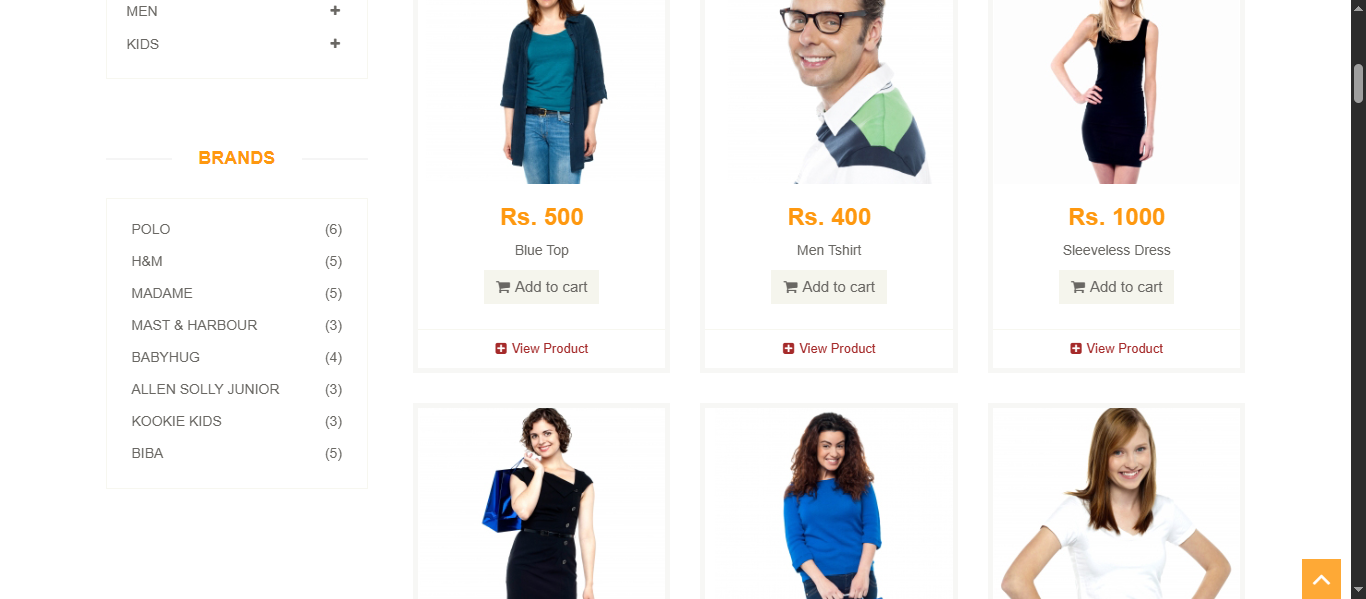 MEN
KIDS
BRANDS
POLO (6)
H&M (5)
MADAME (5)
MAST & HARBOUR (3)
BABYHUG (4)
ALLEN SOLLY JUNIOR (3)
KOOKIE KIDS (3)
BIBA (5)
Rs. 500
Blue Top
Add to cart
View Product
Rs. 400
Men Tshirt
Add to cart
View Product
Rs. 1000
Sleeveless Dress
Add to cart
View Product